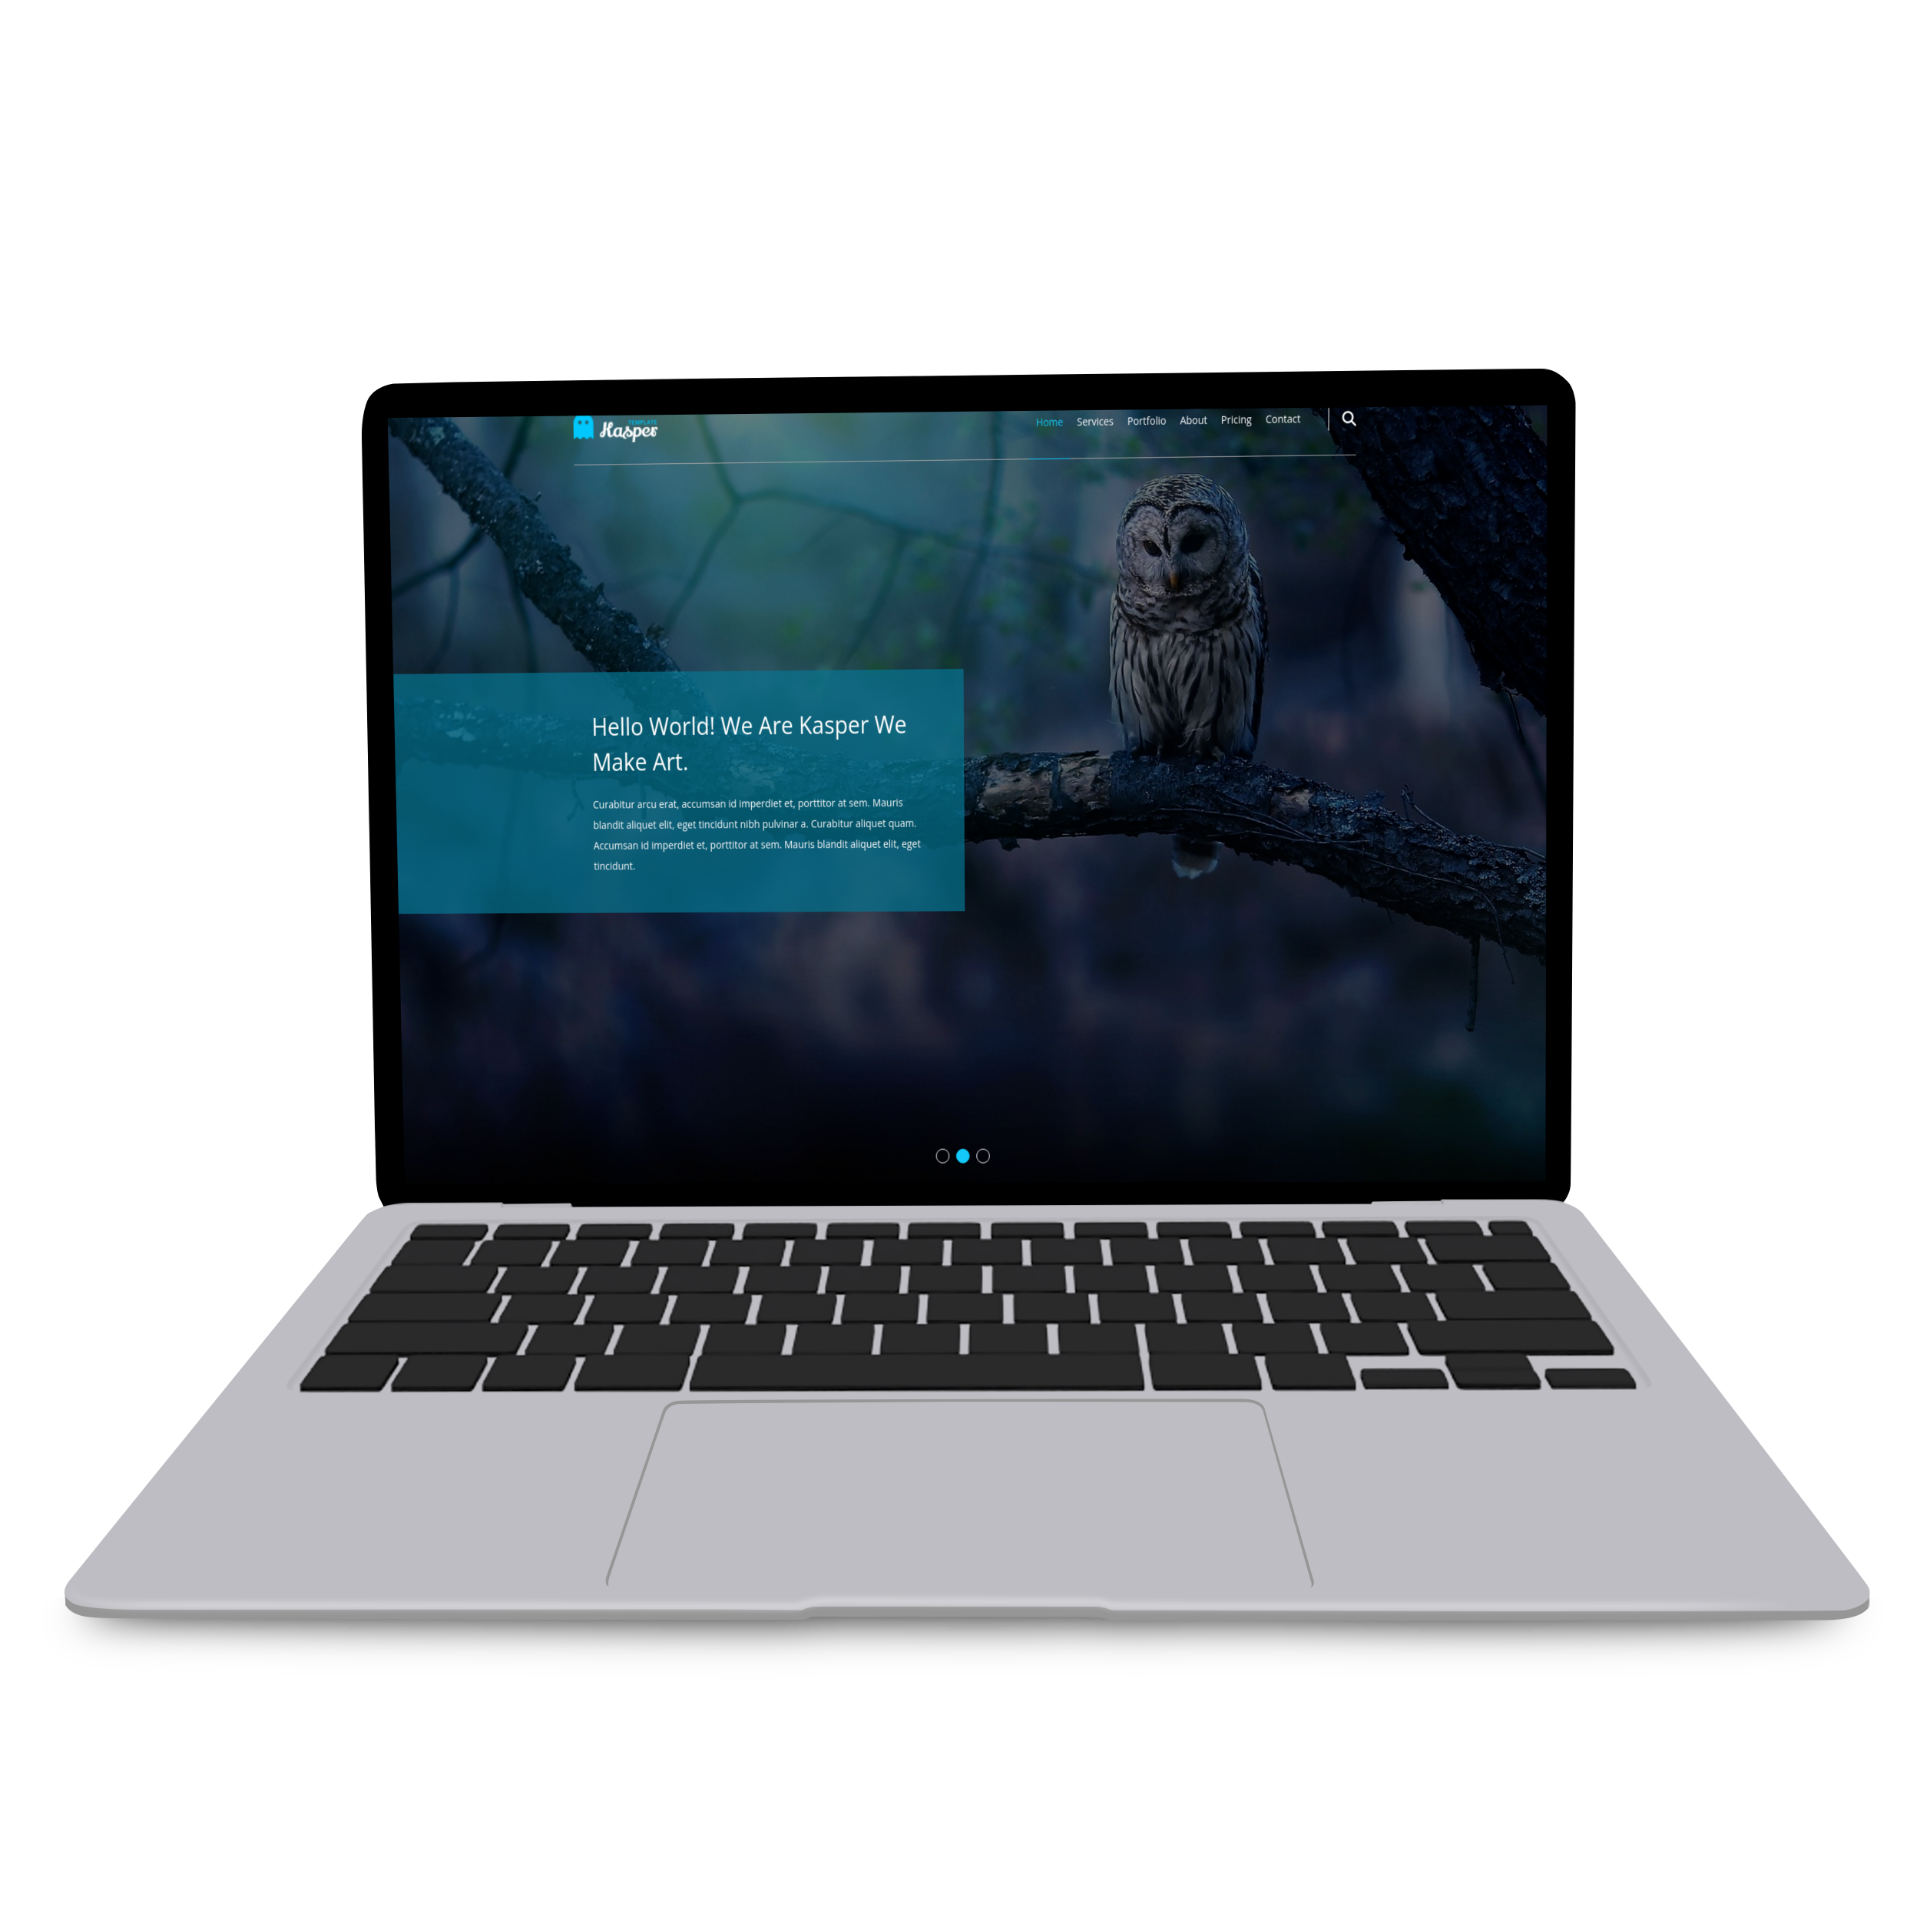 TEMPLATE
Kasper
Home Services Portfolio About Pricing Contact
Hello World! We Are Kasper We
Make Art.
Curabitur arcu erat, accumsan id imperdiet et, porttitor at sem. Mauris
blandit aliquet elit, eget tincidunt nibh pulvinar a. Curabitur aliquet quam.
Accumsan id imperdiet et, porttitor at sem. Mauris blandit aliquet elit, eget
tincidunt.